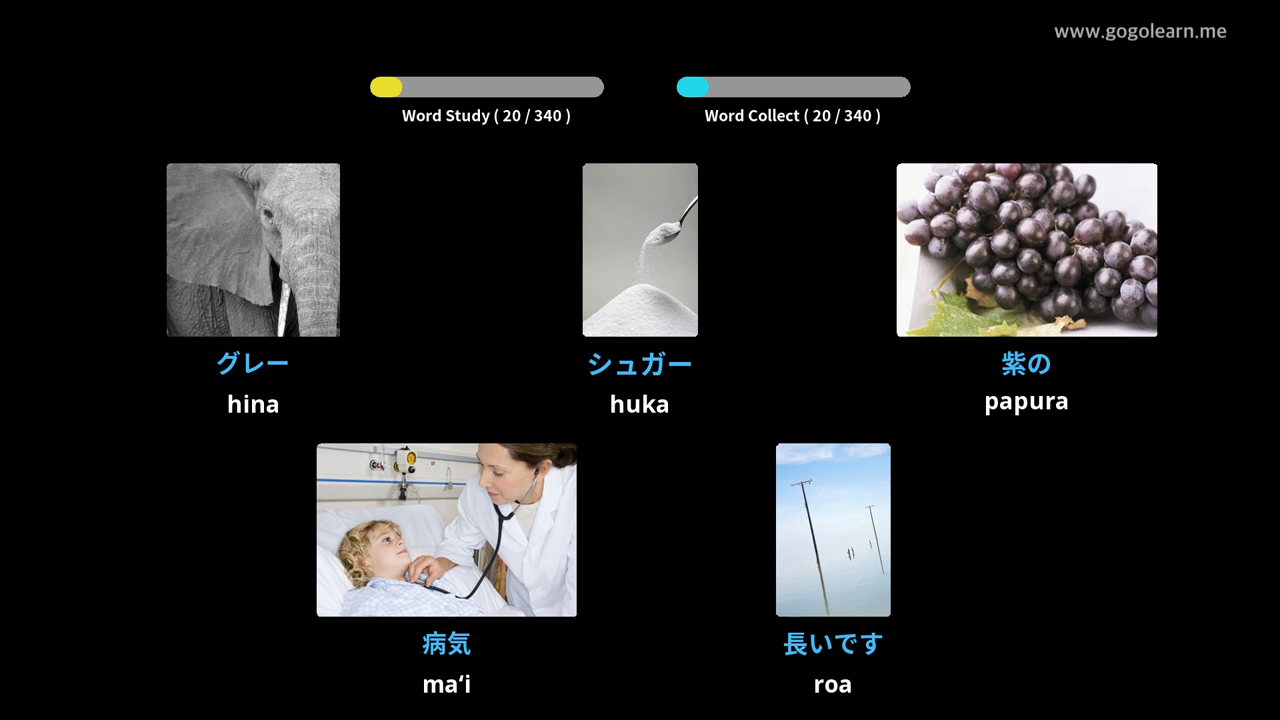 www.gogolearn.me
Word Study ( 20 / 340 )
Word Collect ( 20 / 340 )
グレー
hina
シュガー
huka
紫の
papura
病気
maʻi
長いです
roa